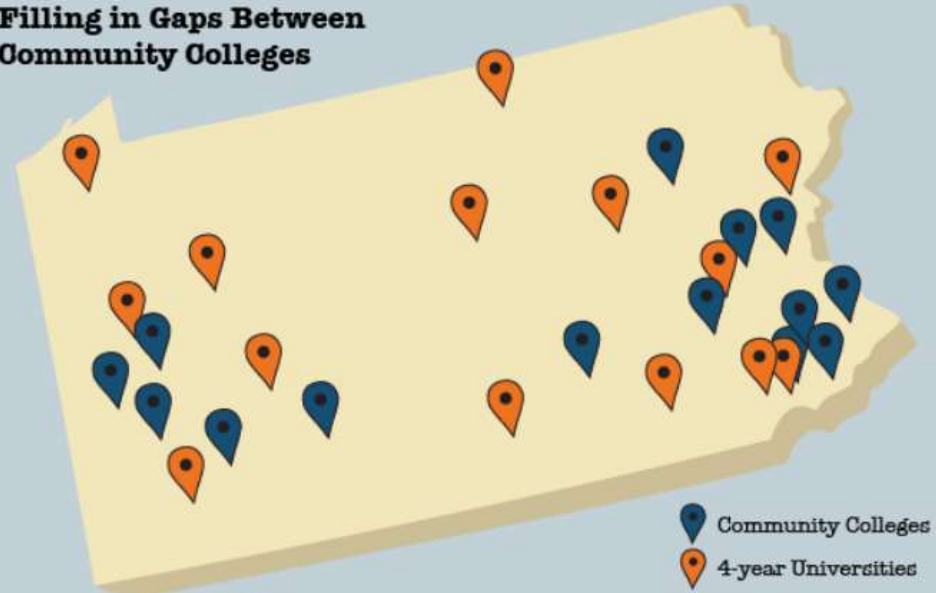 Filling in Gaps Between
Community Colleges
Community Colleges
4-year Universities